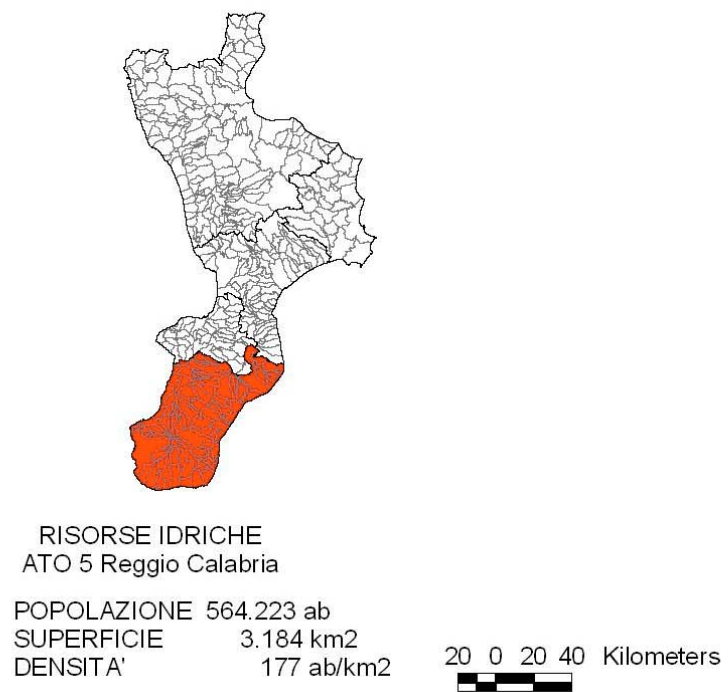 RISORSE IDRICHE
ATO 5 Reggio Calabria
POPOLAZIONE 564.223 ab
SUPERFICIE 3.184 km2
DENSITA' 177 ab/km2
20 0 20 40 Kilometers